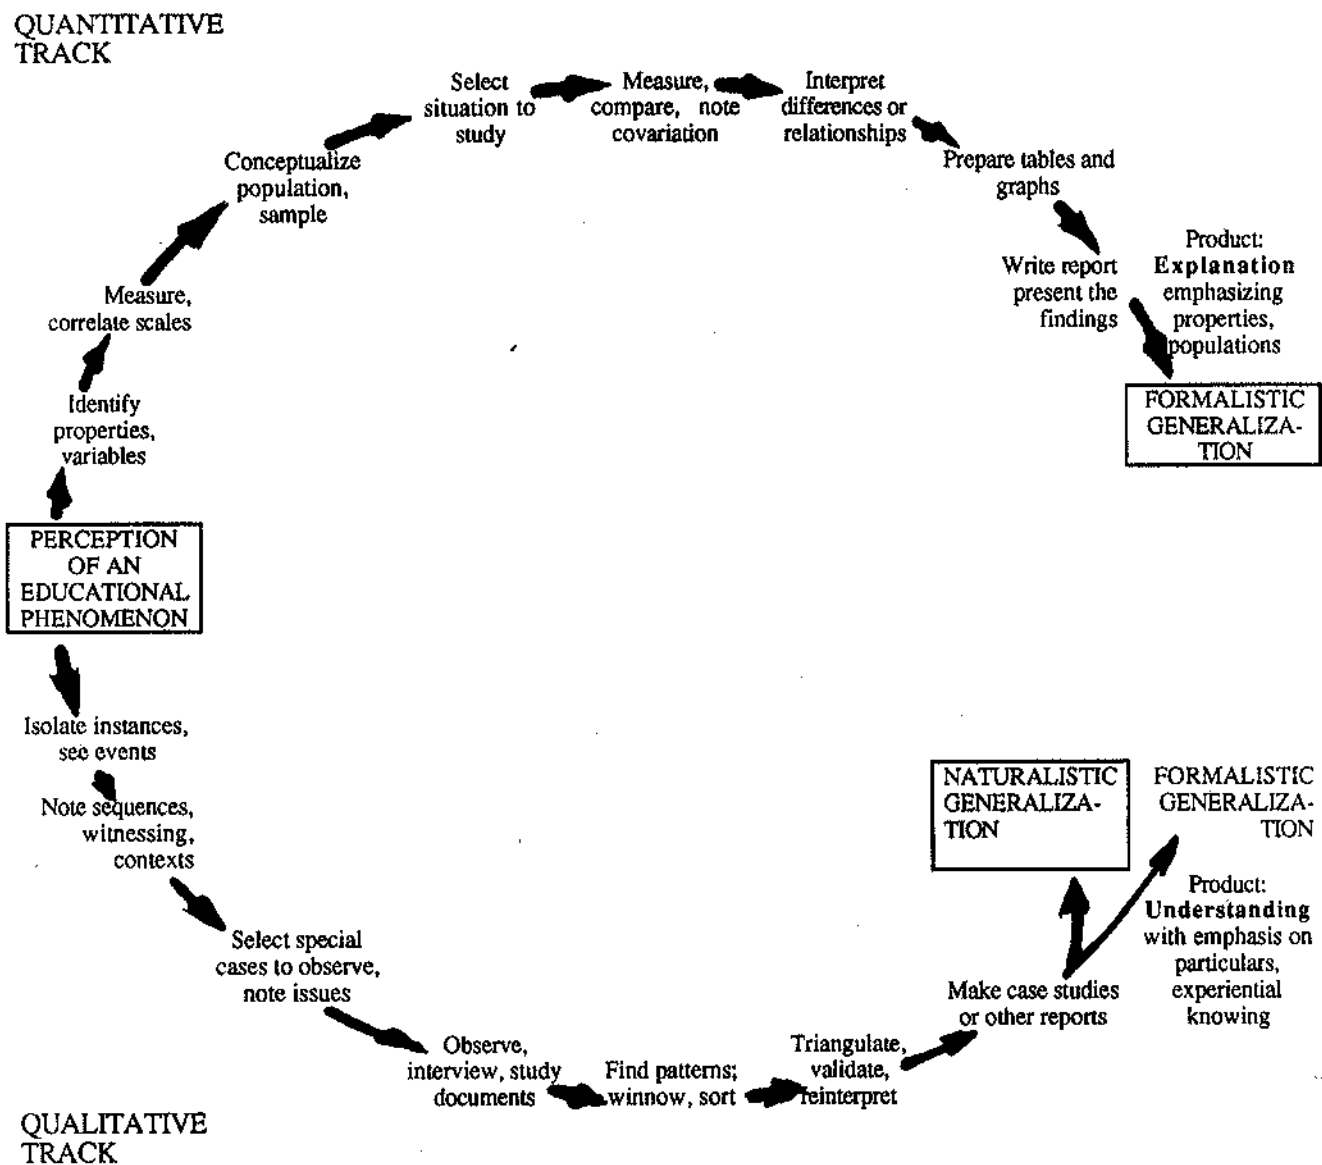 QUANTITATIVE
TRACK
Select
situation to
study
Measure,
compare, note
covariation
Interpret
differences or
relationships
Conceptualize
population,
sample
Prepare tables and
graphs
Measure,
correlate scales
Write report
present the
findings
Product:
Explanation
emphasizing
properties,
populations
Identify
properties,
variables
FORMALISTIC
GENERALIZA-
TION
PERCEPTION
OF AN
EDUCATIONAL
PHENOMENON
Isolate instances,
see events
Note sequences,
witnessing,
contexts
Select special
cases to observe,
note issues
Observe,
interview, study
documents
Find patterns;
winnow, sort
Triangulate,
validate,
reinterpret
Make case studies
or other reports
NATURALISTIC
GENERALIZA-
TION
FORMALISTIC
GENERALIZA-
TION
Product:
Understanding
with emphasis on
particulars,
experiential
knowing
QUALITATIVE
TRACK